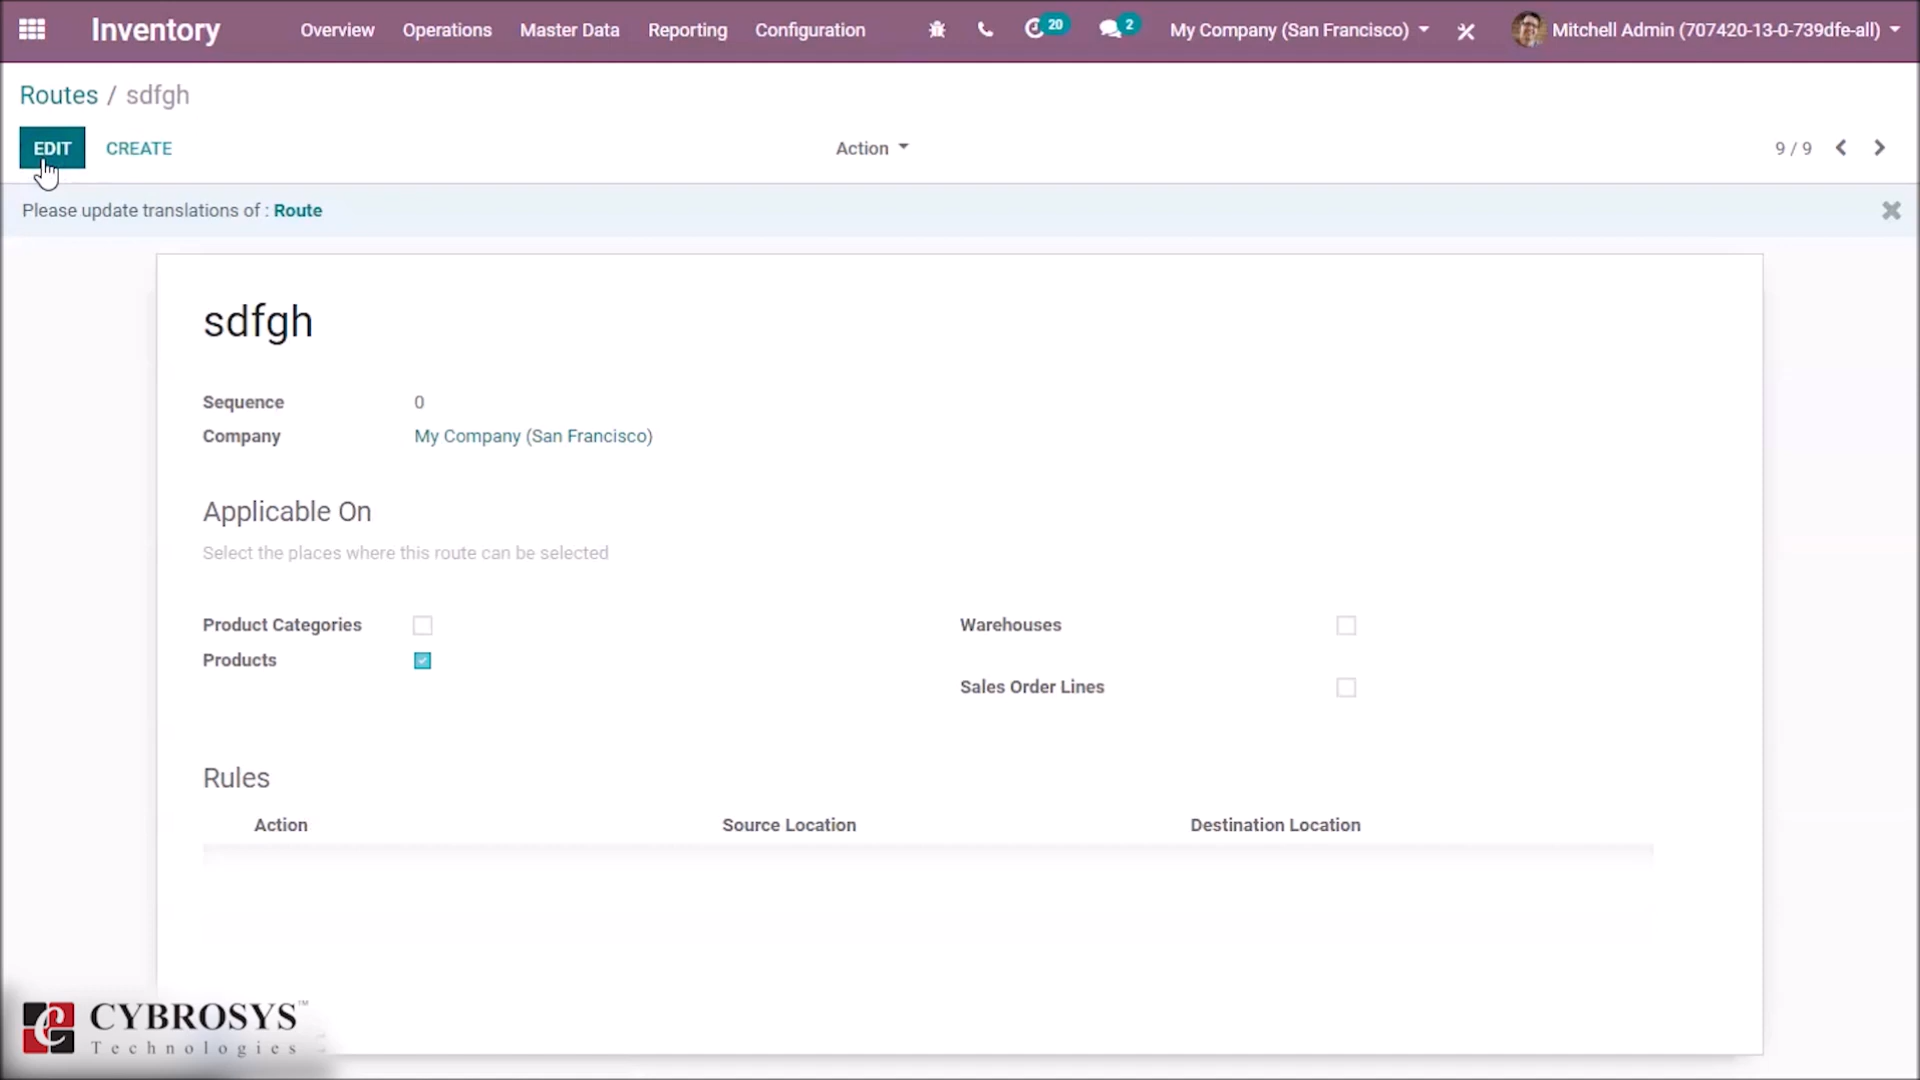 Inventory Overview Operations Master Data Reporting Configuration 20 2 My Company (San Francisco) Mitchell Admin (707420-13-0-739dfe-all)
Routes / sdfgh
EDIT CREATE Action 9 / 9
Please update translations of : Route
sdfgh
Sequence 0
Company My Company (San Francisco)
Applicable On
Select the places where this route can be selected
Product Categories Warehouses
Products
Sales Order Lines
Rules
Action Source Location Destination Location
CYBROSYS™
Technologies